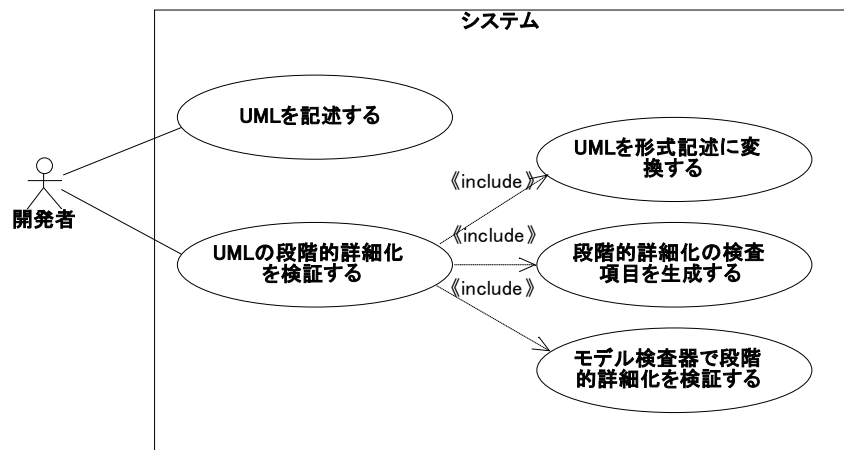 システム
UMLを記述する
開発者
UMLの段階的詳細化
を検証する
《include》
《include》
《include》
UMLを形式記述に変
換する
段階的詳細化の検査
項目を生成する
モデル検査器で段階
的詳細化を検証する